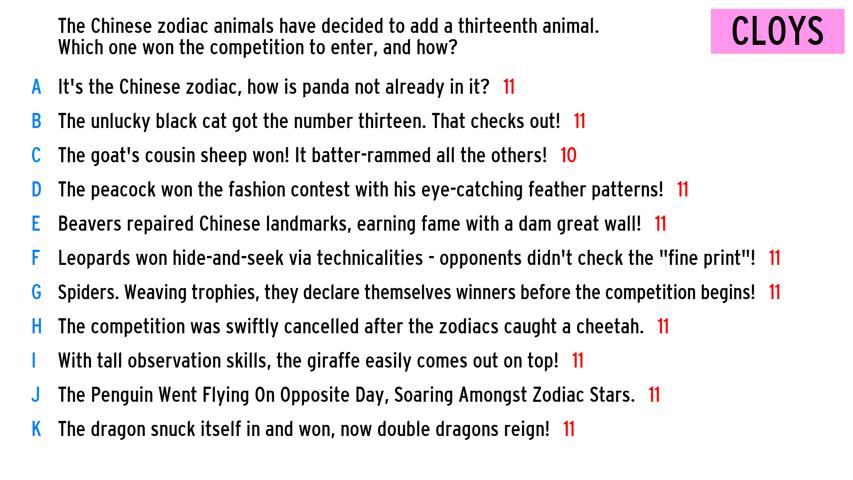 The Chinese zodiac animals have decided to add a thirteenth animal.
Which one won the competition to enter, and how?
CLOYS
A It's the Chinese zodiac, how is panda not already in it? 11
B The unlucky black cat got the number thirteen. That checks out! 11
C The goat's cousin sheep won! It batter-rammed all the others! 10
D The peacock won the fashion contest with his eye-catching feather patterns! 11
E Beavers repaired Chinese landmarks, earning fame with a dam great wall! 11
F Leopards won hide-and-seek via technicalities - opponents didn't check the "fine print"! 11
G Spiders. Weaving trophies, they declare themselves winners before the competition begins! 11
H The competition was swiftly cancelled after the zodiacs caught a cheetah. 11
I With tall observation skills, the giraffe easily comes out on top! 11
J The Penguin Went Flying On Opposite Day, Soaring Amongst Zodiac Stars. 11
K The dragon snuck itself in and won, now double dragons reign! 11